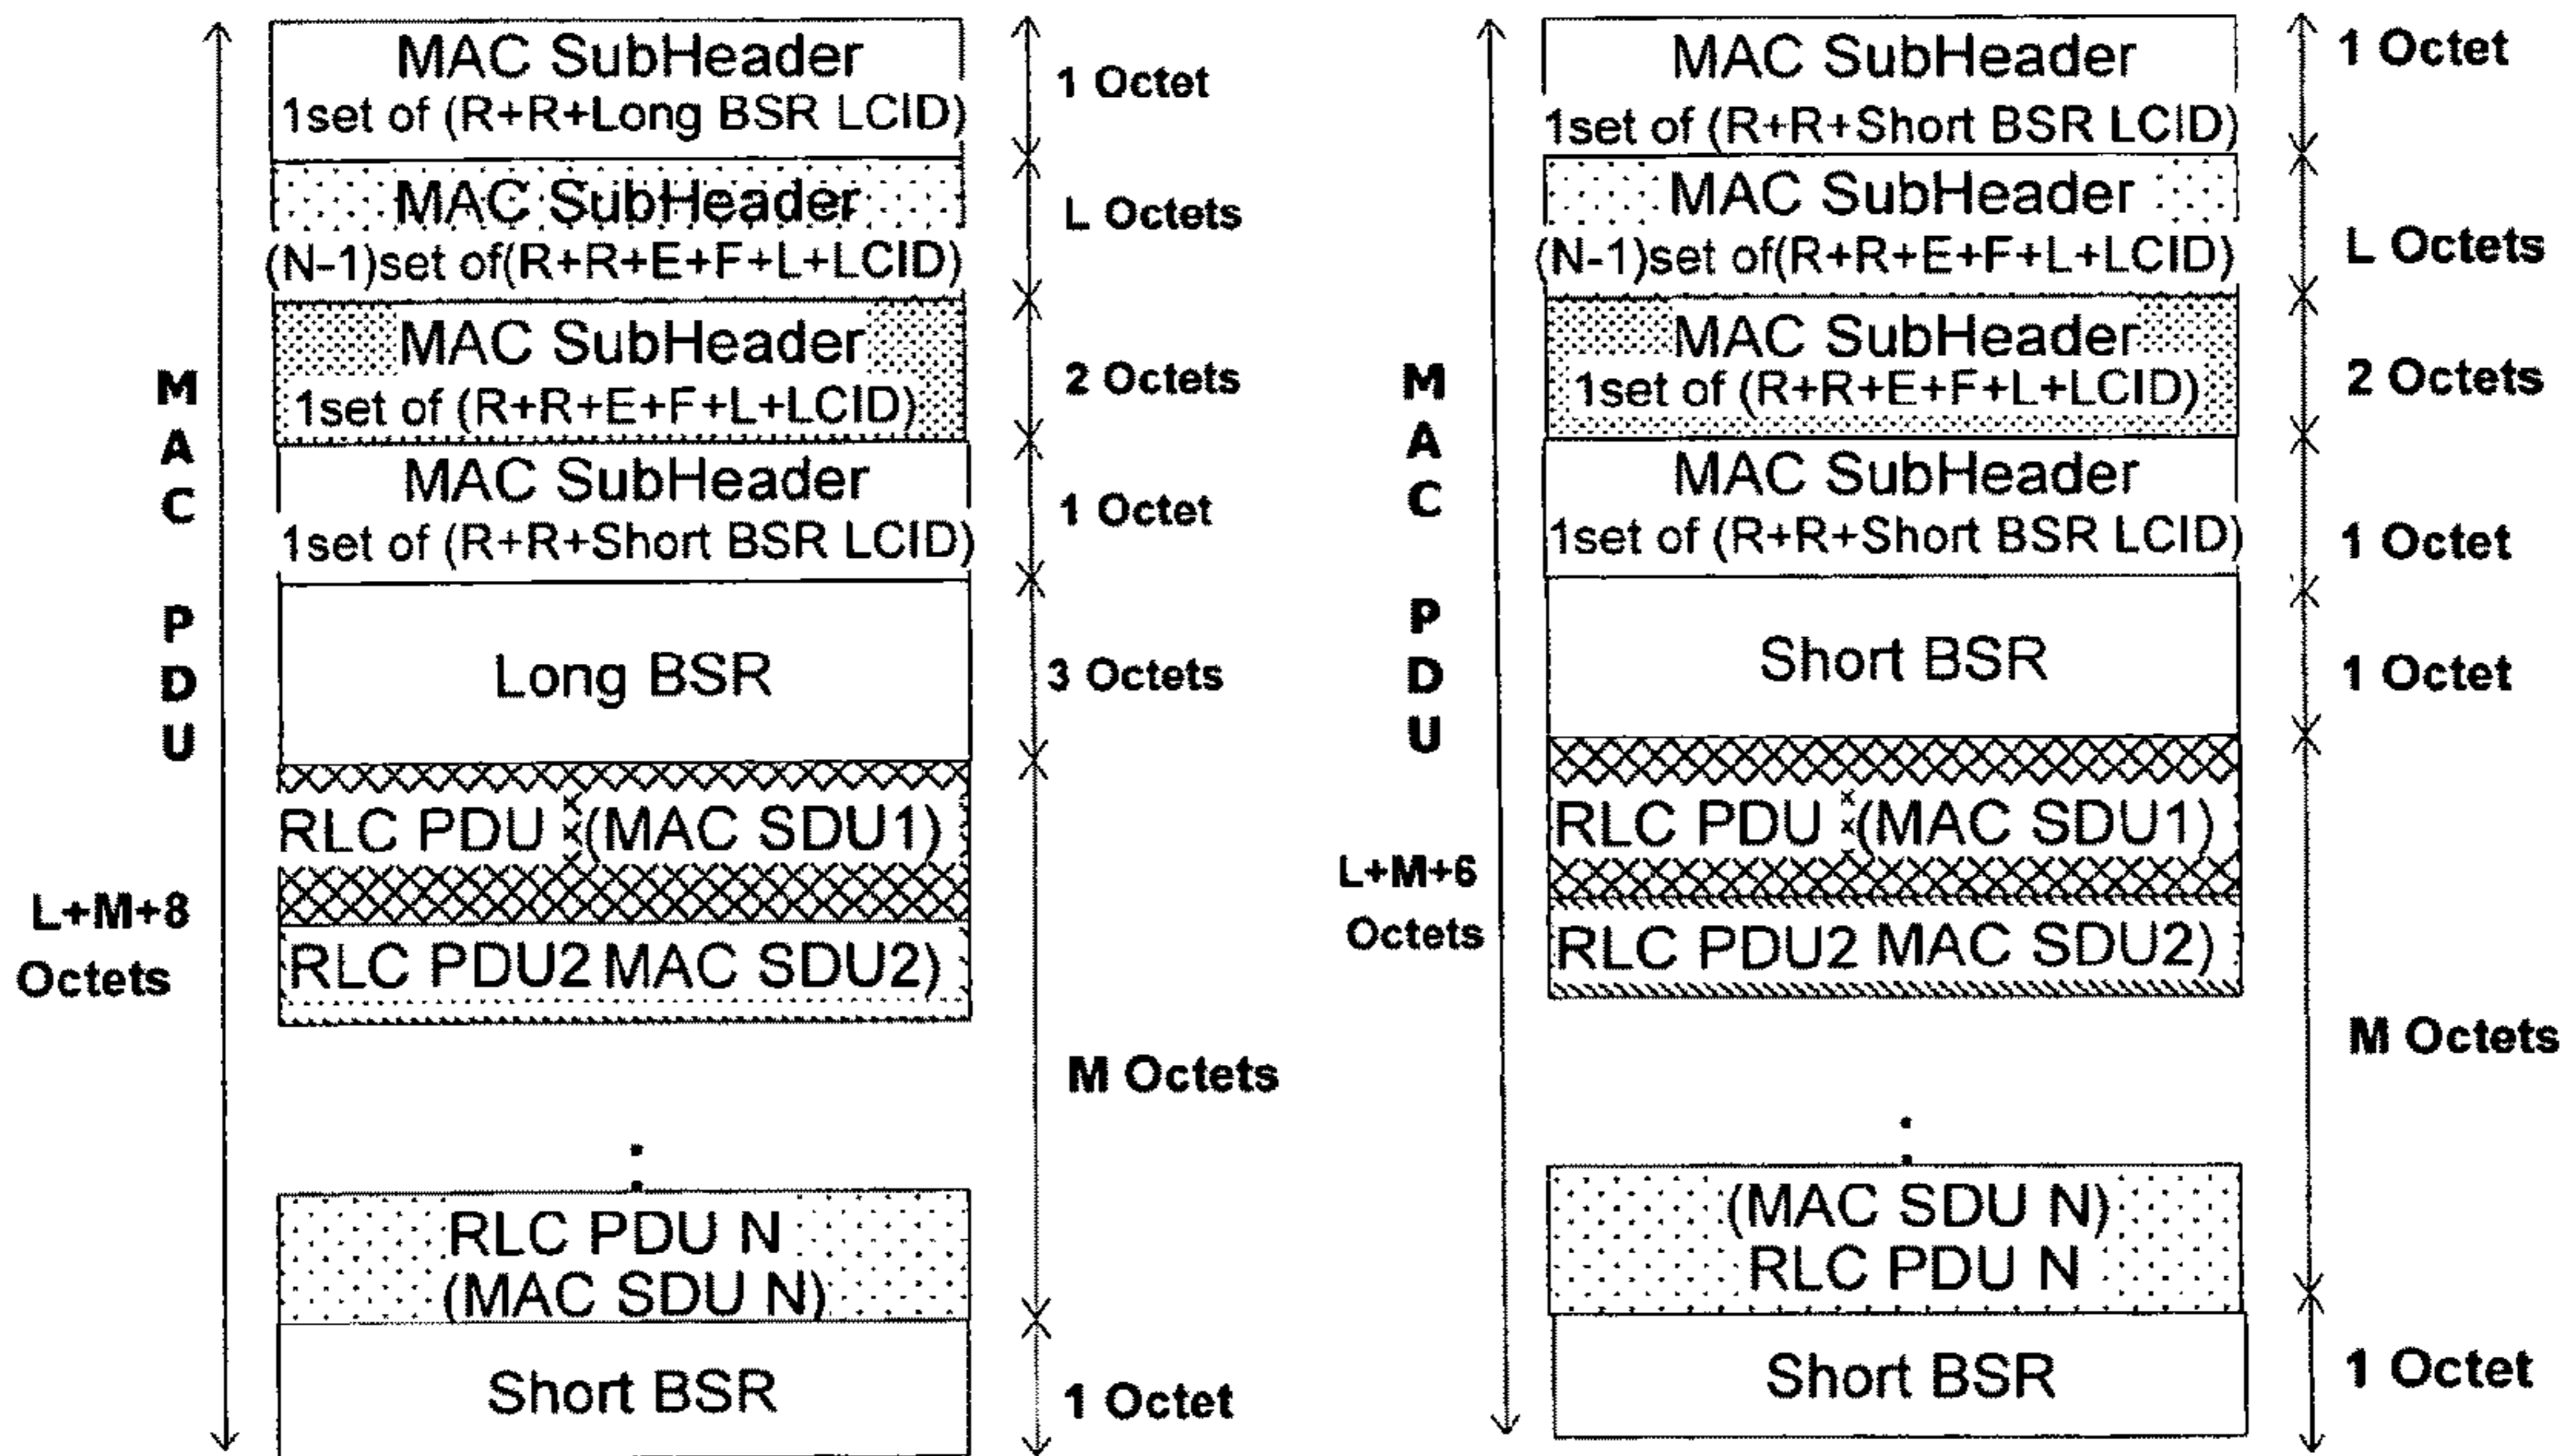 MAC SubHeader
1set of (R+R+Long BSR LCID)
1 Octet
MAC SubHeader
(N-1)set of(R+R+E+F+L+LCID)
L Octets
MAC SubHeader
1set of (R+R+E+F+L+LCID)
2 Octets
MAC SubHeader
1set of (R+R+Short BSR LCID)
1 Octet
MAC PDU
Long BSR
3 Octets
RLC PDU (MAC SDU1)
L+M+8
Octets
RLC PDU2 MAC SDU2)
M Octets
RLC PDU N
(MAC SDU N)
Short BSR
1 Octet
MAC SubHeader
1set of (R+R+Short BSR LCID)
1 Octet
MAC SubHeader
(N-1)set of(R+R+E+F+L+LCID)
L Octets
MAC SubHeader
1set of (R+R+E+F+L+LCID)
2 Octets
MAC SubHeader
1set of (R+R+Short BSR LCID)
1 Octet
MAC PDU
Short BSR
1 Octet
RLC PDU (MAC SDU1)
L+M+6
Octets
RLC PDU2 MAC SDU2)
M Octets
(MAC SDU N)
RLC PDU N
Short BSR
1 Octet